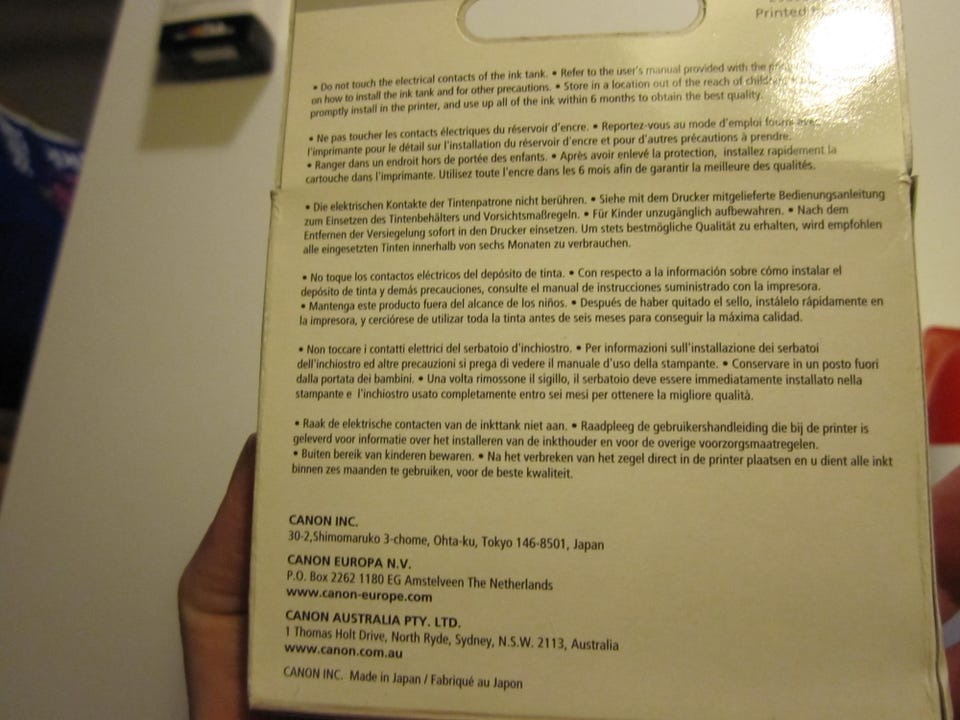 Printed
• Do not touch the electrical contacts of the ink tank. • Refer to the user's manual provided with the
on how to install the ink tank and for other precautions. • Store in a location out of the reach of
promptly install in the printer, and use up all of the ink within 6 months to obtain the best quality.
• Ne pas toucher les contacts électriques du réservoir d'encre. • Reportez-vous au mode d'emploi fourni avec
l'imprimante pour le détail sur l'installation du réservoir d'encre et pour d'autres précautions à prendre.
• Ranger dans un endroit hors de portée des enfants. • Après avoir enlevé la protection, installez rapidement la
cartouche dans l'imprimante. Utilisez toute l'encre dans les 6 mois afin de garantir la meilleure des qualités.
• Die elektrischen Kontakte der Tintenpatrone nicht berühren. • Siehe mit dem Drucker mitgelieferte Bedienungsanleitung
zum Einsetzen des Tintenbehälters und Vorsichtsmaßregeln. • Für Kinder unzugänglich aufbewahren. • Nach dem
Entfernen der Versiegelung sofort in den Drucker einsetzen. Um stets bestmögliche Qualität zu erhalten, wird empfohlen
alle eingesetzten Tinten innerhalb von sechs Monaten zu verbrauchen.
• No toque los contactos eléctricos del depósito de tinta. • Con respecto a la información sobre cómo instalar el
depósito de tinta y demás precauciones, consulte el manual de instrucciones suministrado con la impresora.
• Mantenga este producto fuera del alcance de los niños. • Después de haber quitado el sello, instálelo rápidamente en
la impresora, y cerciórese de utilizar toda la tinta antes de seis meses para conseguir la máxima calidad.
• Non toccare i contatti elettrici del serbatoio d'inchiostro. • Per informazioni sull'installazione dei serbatoi
dell'inchiostro ed altre precauzioni si prega di vedere il manuale d'uso della stampante. • Conservare in un posto fuori
dalla portata dei bambini. • Una volta rimossone il sigillo, il serbatoio deve essere immediatamente installato nella
stampante e l'inchiostro usato completamente entro sei mesi per ottenere la migliore qualità.
• Raak de elektrische contacten van de inkttank niet aan. • Raadpleeg de gebruikershandleiding die bij de printer is
geleverd voor informatie over het installeren van de inkthouder en voor de overige voorzorgsmaatregelen.
• Buiten bereik van kinderen bewaren. • Na het verbreken van het zegel direct in de printer plaatsen en u dient alle inkt
binnen zes maanden te gebruiken, voor de beste kwaliteit.
CANON INC.
30-2,Shimomaruko 3-chome, Ohta-ku, Tokyo 146-8501, Japan
CANON EUROPA N.V.
P.O. Box 2262 1180 EG Amstelveen The Netherlands
www.canon-europe.com
CANON AUSTRALIA PTY. LTD.
1 Thomas Holt Drive, North Ryde, Sydney, N.S.W. 2113, Australia
www.canon.com.au
CANON INC. Made in Japan / Fabriqué au Japon